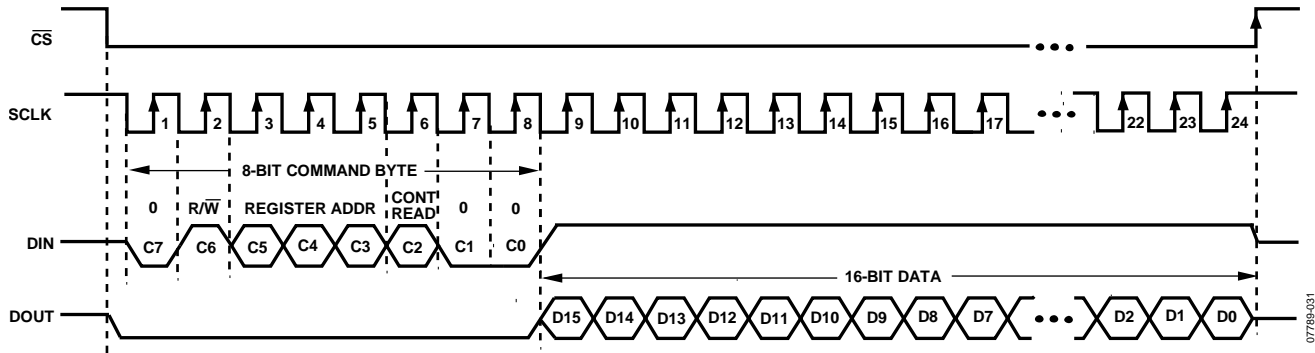 CS
SCLK
1 2 3 4 5 6 7 8 9 10 11 12 13 14 15 16 17 22 23 24
8-BIT COMMAND BYTE
0 R/W REGISTER ADDR CONT READ 0 0
DIN C7 C6 C5 C4 C3 C2 C1 C0
16-BIT DATA
DOUT D15 D14 D13 D12 D11 D10 D9 D8 D7 D2 D1 D0
07789-031